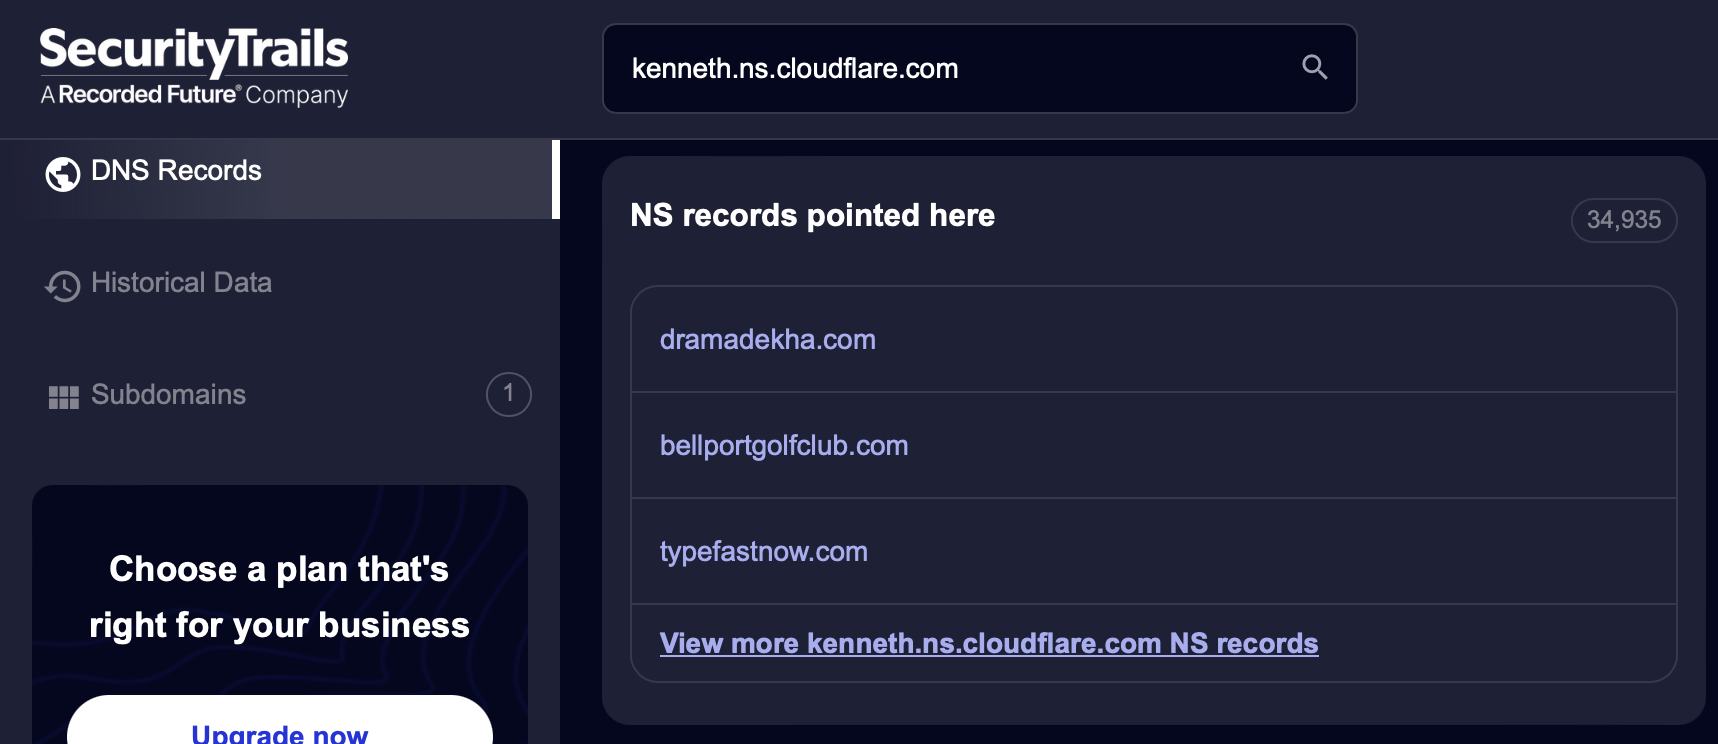 SecurityTrails
A Recorded Future® Company
kenneth.ns.cloudflare.com
DNS Records
Historical Data
Subdomains
1
Choose a plan that's
right for your business
Upgrade now
NS records pointed here
34,935
dramadekha.com
bellportgolfclub.com
typefastnow.com
View more kenneth.ns.cloudflare.com NS records